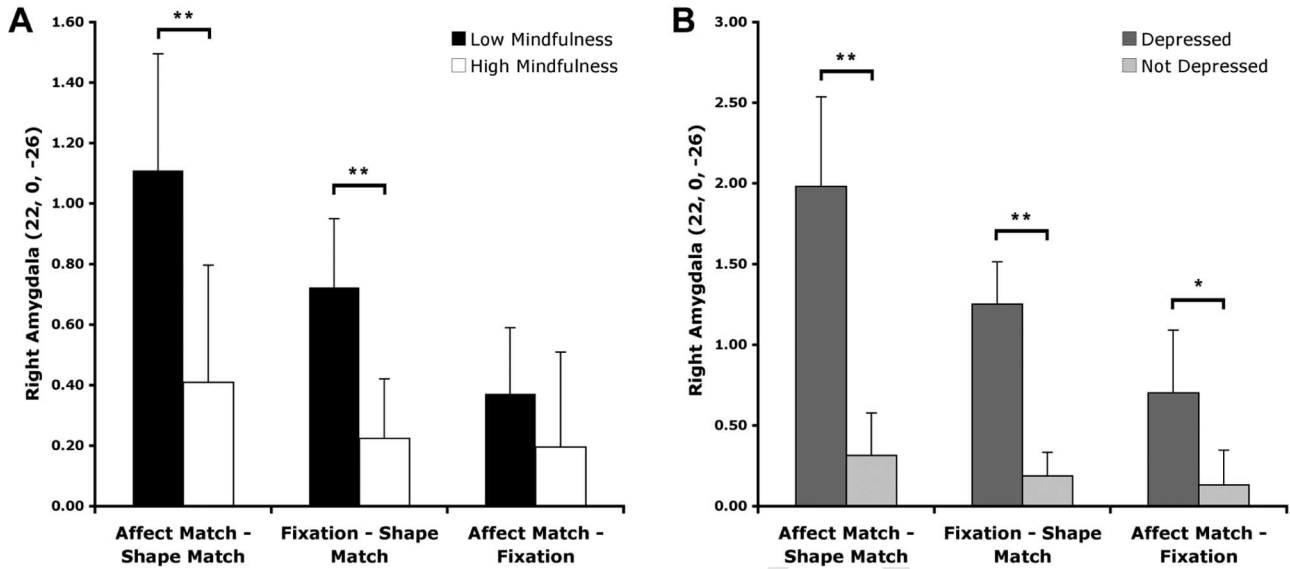 A
Right Amygdala (22, 0, -26)
1.60
1.40
1.20
1.00
0.80
0.60
0.40
0.20
0.00
**
**
Low Mindfulness
High Mindfulness
Affect Match -
Shape Match
Fixation - Shape
Match
Affect Match -
Fixation
B
Right Amygdala (22, 0, -26)
3.00
2.50
2.00
1.50
1.00
0.50
0.00
**
**
*
Depressed
Not Depressed
Affect Match -
Shape Match
Fixation - Shape
Match
Affect Match -
Fixation